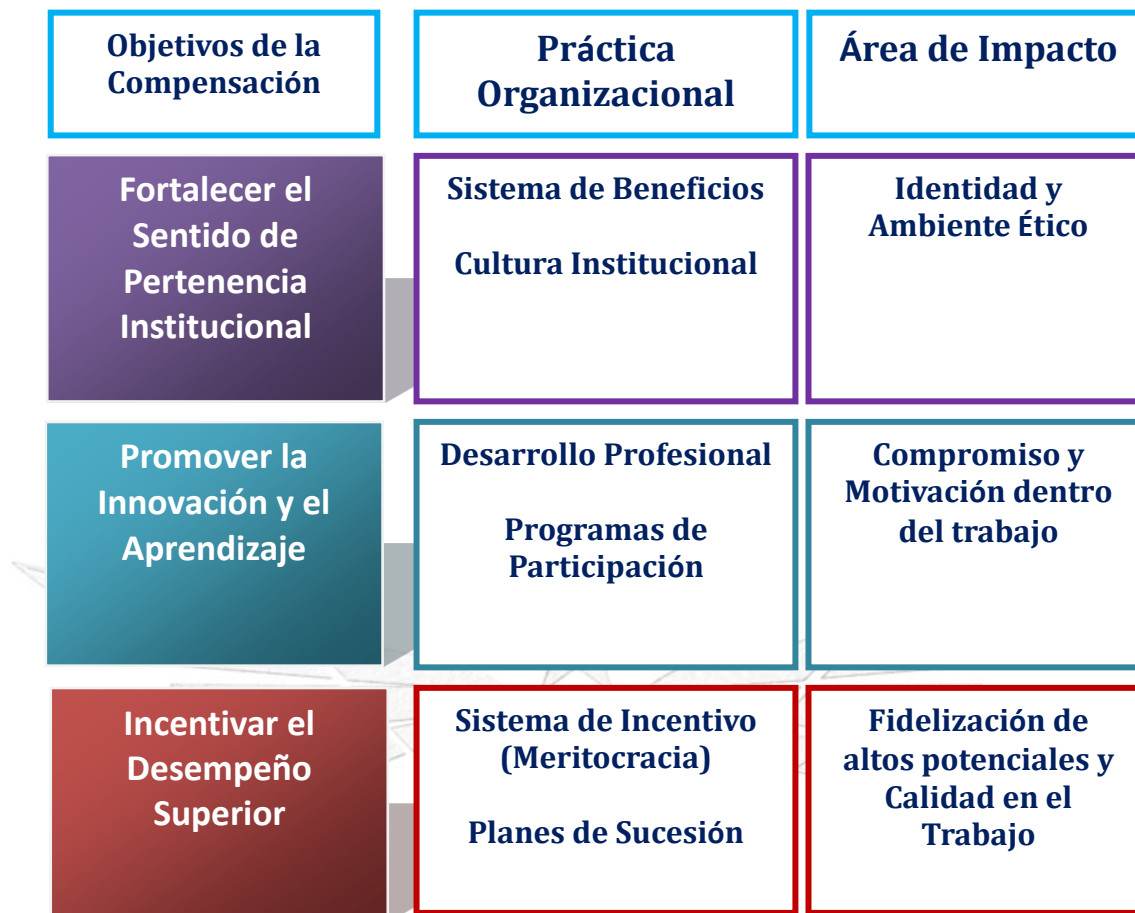 Objetivos de la
Compensación
Práctica
Organizacional
Área de Impacto
Fortalecer el
Sentido de
Pertenencia
Institucional
Sistema de Beneficios
Cultura Institucional
Identidad y
Ambiente Ético
Promover la
Innovación y el
Aprendizaje
Desarrollo Profesional
Programas de
Participación
Compromiso y
Motivación dentro
del trabajo
Incentivar el
Desempeño
Superior
Sistema de Incentivo
(Meritocracia)
Planes de Sucesión
Fidelización de
altos potenciales y
Calidad en el
Trabajo